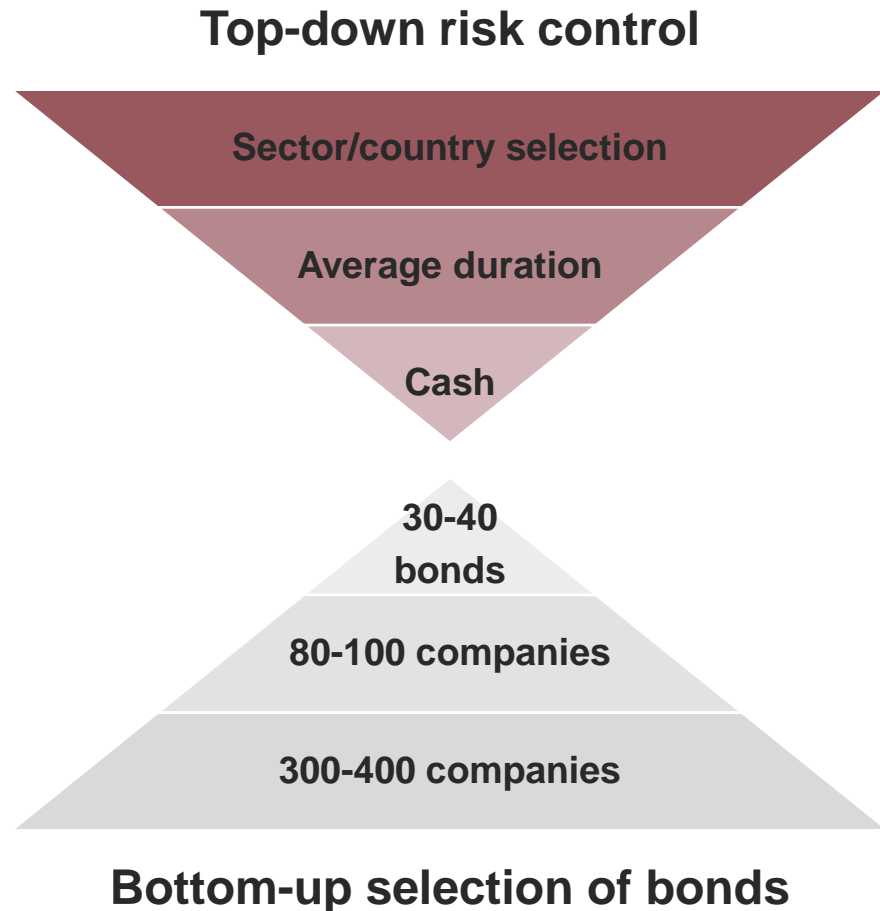 Top-down risk control
Sector/country selection
Average duration
Cash
30-40
bonds
80-100 companies
300-400 companies
Bottom-up selection of bonds